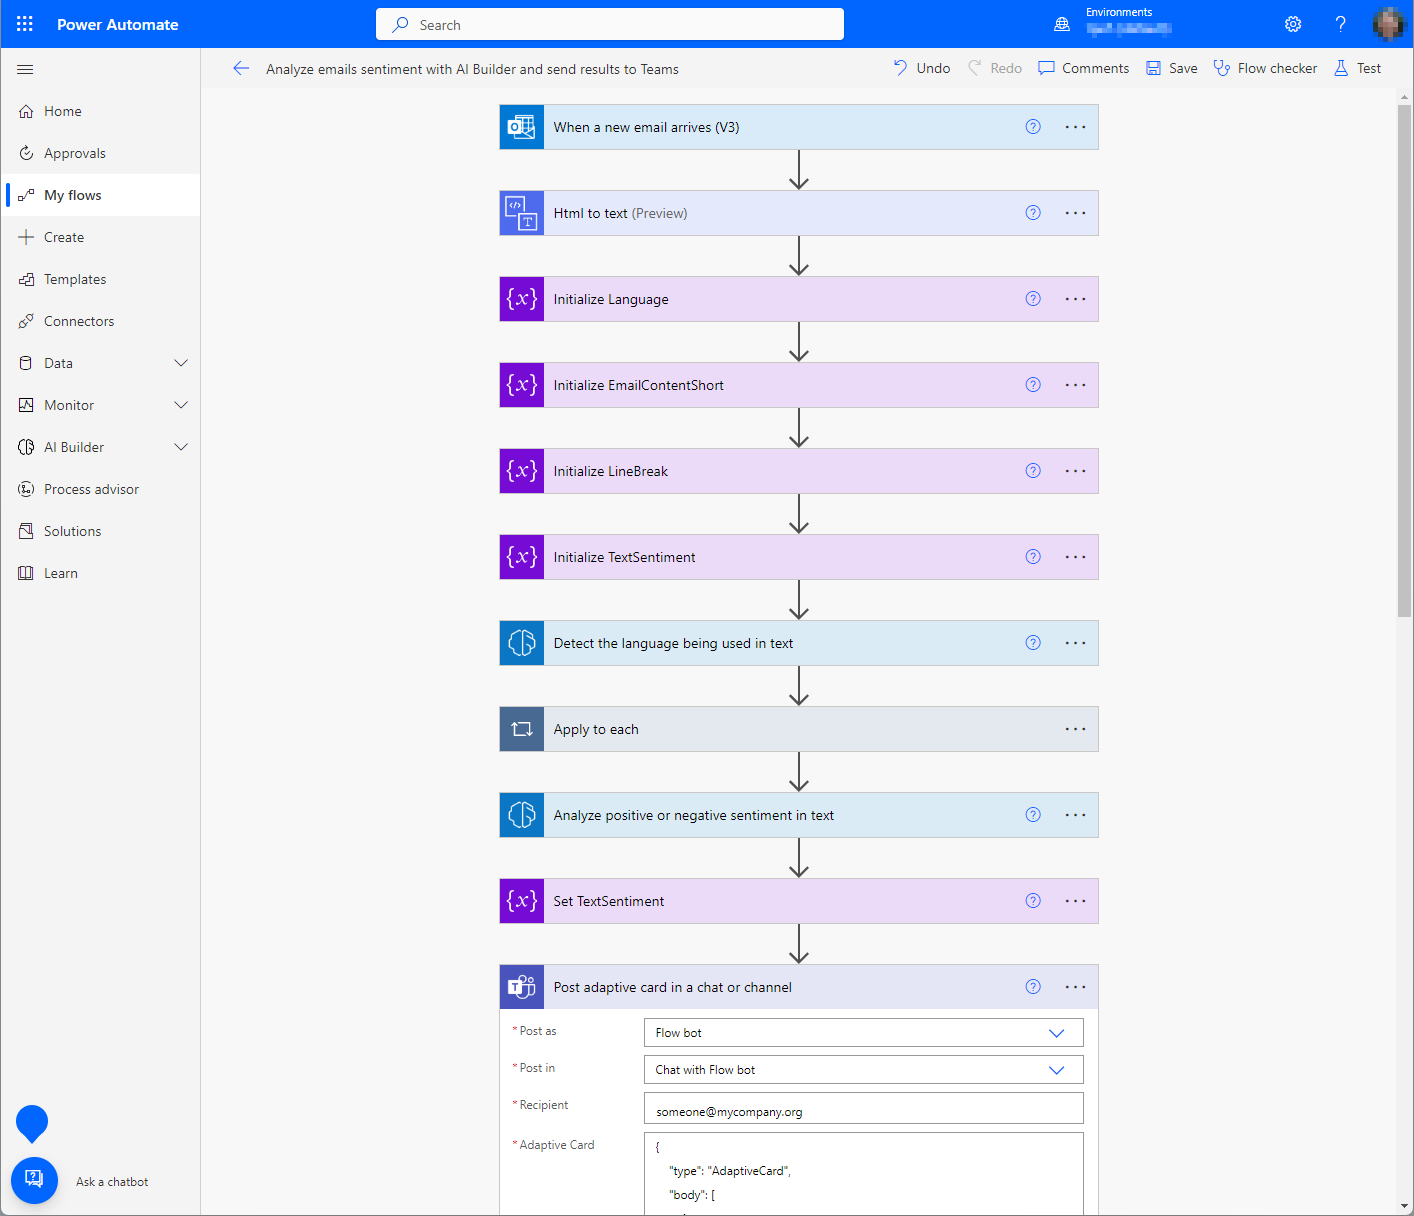 Power Automate
Search
Environments
Analyze emails sentiment with AI Builder and send results to Teams
Undo
Redo
Comments
Save
Flow checker
Test
Home
Approvals
My flows
Create
Templates
Connectors
Data
Monitor
AI Builder
Process advisor
Solutions
Learn
Ask a chatbot
When a new email arrives (V3)
Html to text (Preview)
Initialize Language
Initialize EmailContentShort
Initialize LineBreak
Initialize TextSentiment
Detect the language being used in text
Apply to each
Analyze positive or negative sentiment in text
Set TextSentiment
Post adaptive card in a chat or channel
* Post as
Flow bot
* Post in
Chat with Flow bot
* Recipient
someone@mycompany.org
* Adaptive Card
{
"type": "AdaptiveCard",
"body": [